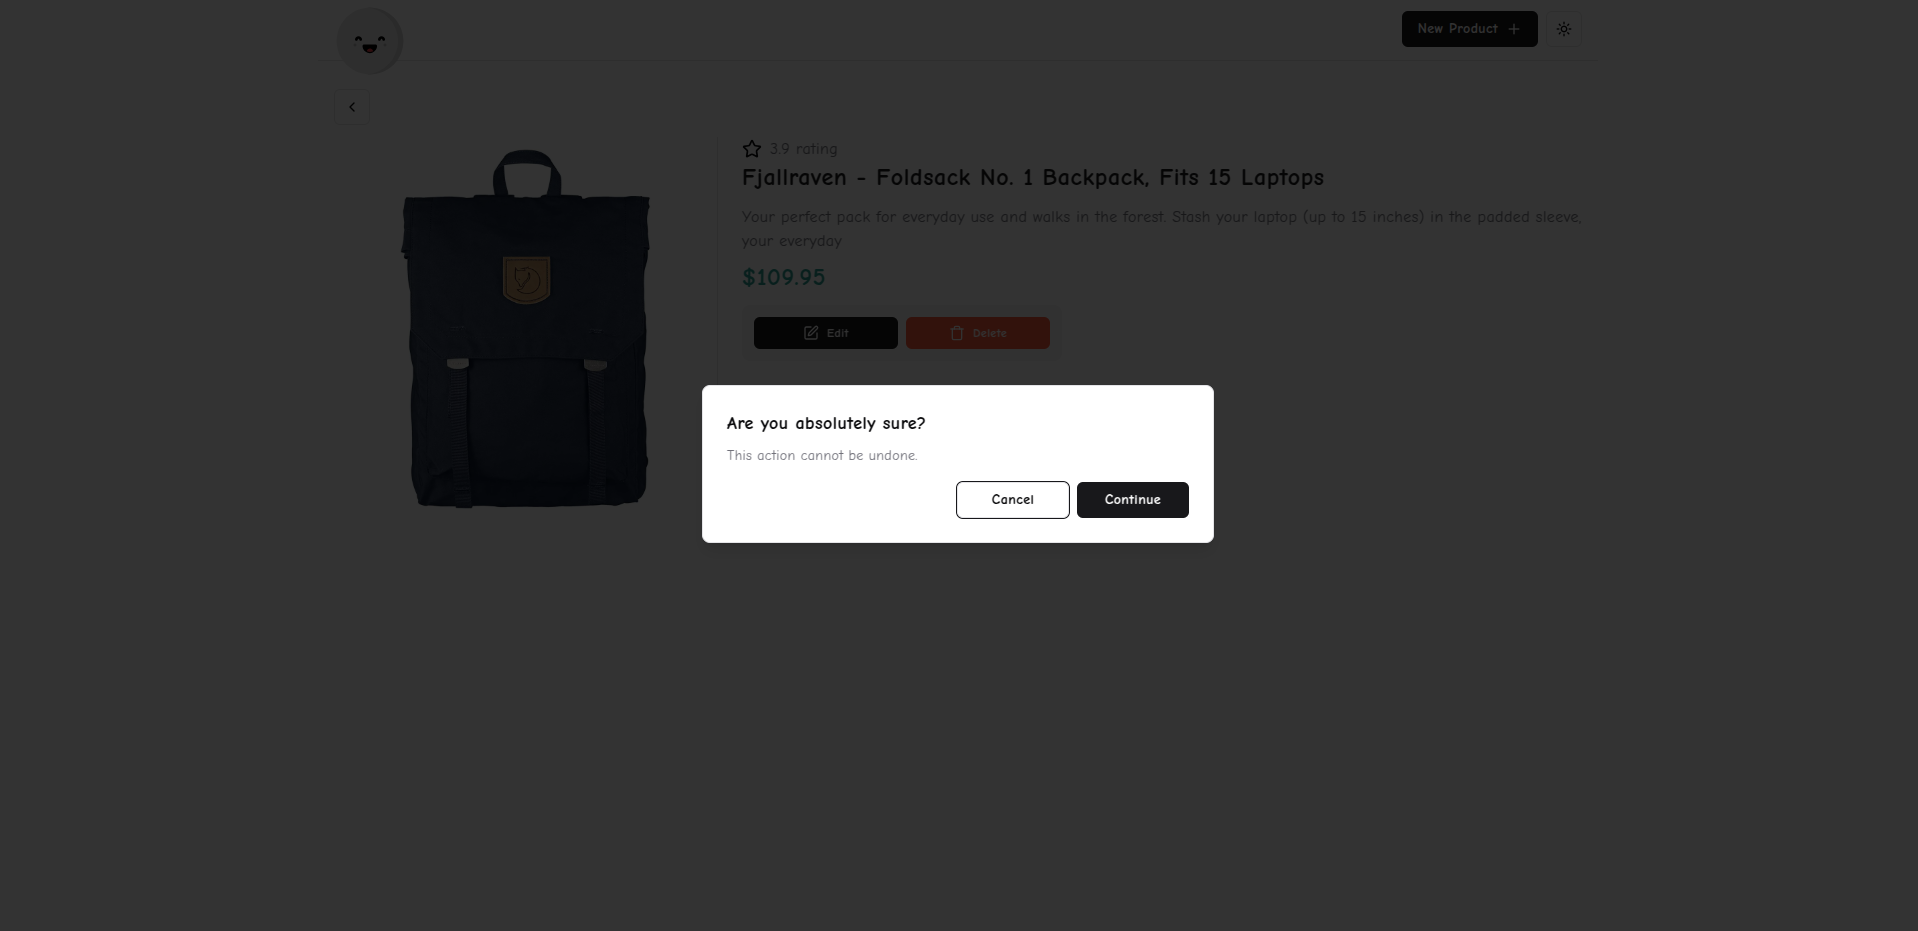 New Product
3.9 rating
Fjallraven - Foldsack No. 1 Backpack, Fits 15 Laptops
Your perfect pack for everyday use and walks in the forest. Stash your laptop (up to 15 inches) in the padded sleeve,
your everyday
$109.95
Edit
Delete
Are you absolutely sure?
This action cannot be undone.
Cancel
Continue